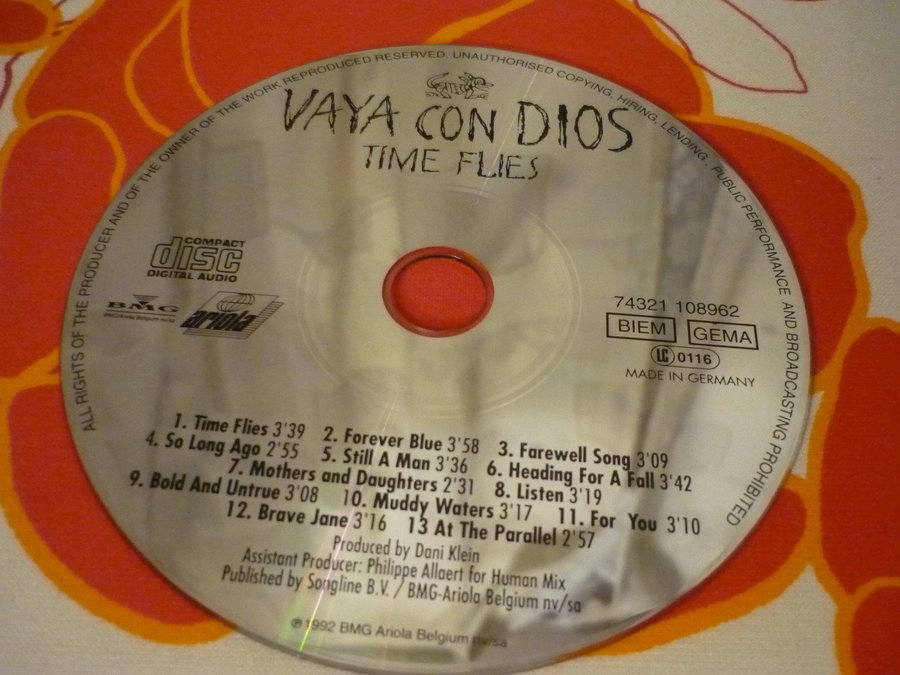 ALL RIGHTS OF THE PRODUCER AND OF THE OWNER OF THE WORK REPRODUCED RESERVED. UNAUTHORISED COPYING, HIRING, LENDING, PUBLIC PERFORMANCE AND BROADCASTING PROHIBITED
VAYA CON DIOS
TIME FLIES
COMPACT
disc
DIGITAL AUDIO
BMG
BMG/Ariola Belgium nv/sa
ariola
74321 108962
BIEM GEMA
LC 0116
MADE IN GERMANY
1. Time Flies 3'39 2. Forever Blue 3'58 3. Farewell Song 3'09
4. So Long Ago 2'55 5. Still A Man 3'36 6. Heading For A Fall 3'42
7. Mothers and Daughters 2'31 8. Listen 3'19
9. Bold And Untrue 3'08 10. Muddy Waters 3'17 11. For You 3'10
12. Brave Jane 3'16 13 At The Parallel 2'57
Produced by Dani Klein
Assistant Producer: Philippe Allaert for Human Mix
Published by Songline B.V. / BMG-Ariola Belgium nv/sa
℗ 1992 BMG Ariola Belgium nv/sa